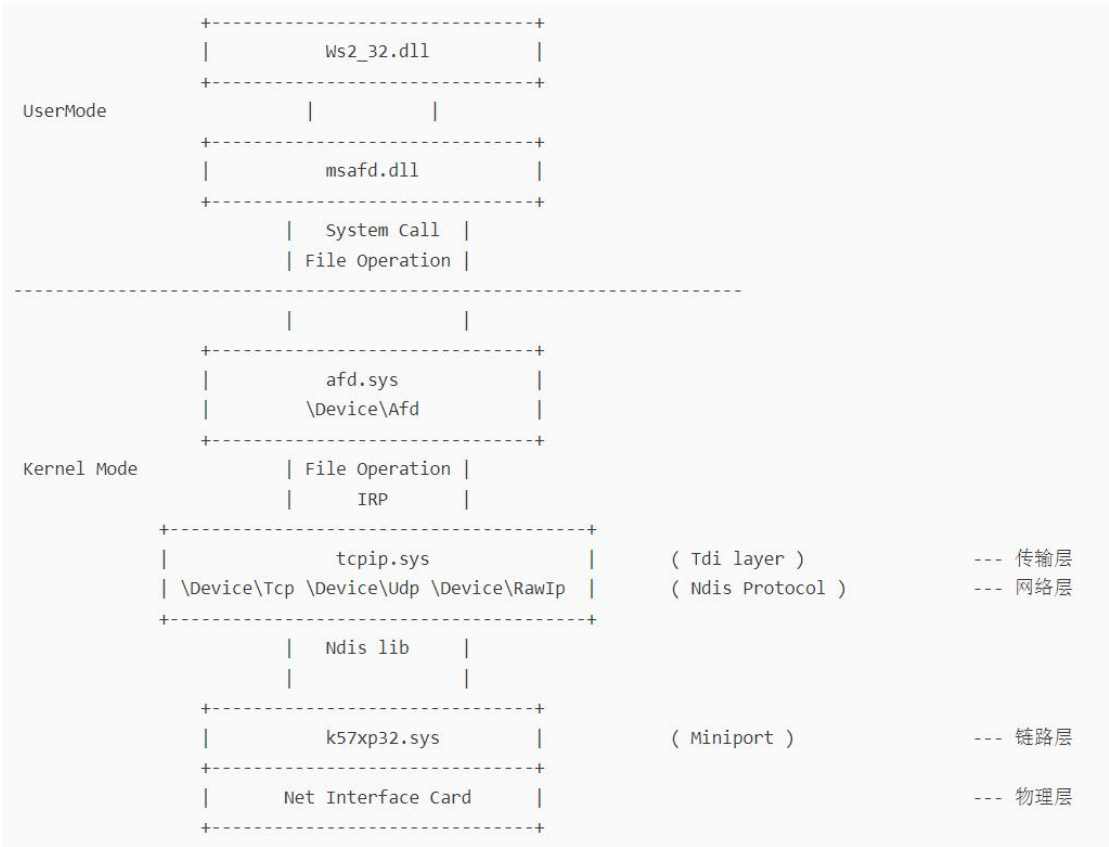 +-------------------------------+
| Ws2_32.dll |
+-------------------------------+
UserMode | |
+-------------------------------+
| msafd.dll |
+-------------------------------+
| System Call |
| File Operation |
----------------------------------------------------------------------
| |
+-------------------------------+
| afd.sys |
| \Device\Afd |
+-------------------------------+
Kernel Mode | File Operation |
| IRP |
+----------------------------------------+
| tcpip.sys | ( Tdi layer ) --- 传输层
| \Device\Tcp \Device\Udp \Device\RawIp | ( Ndis Protocol ) --- 网络层
+----------------------------------------+
| Ndis lib |
| |
+-------------------------------+
| k57xp32.sys | ( Miniport ) --- 链路层
+-------------------------------+
| Net Interface Card | --- 物理层
+-------------------------------+